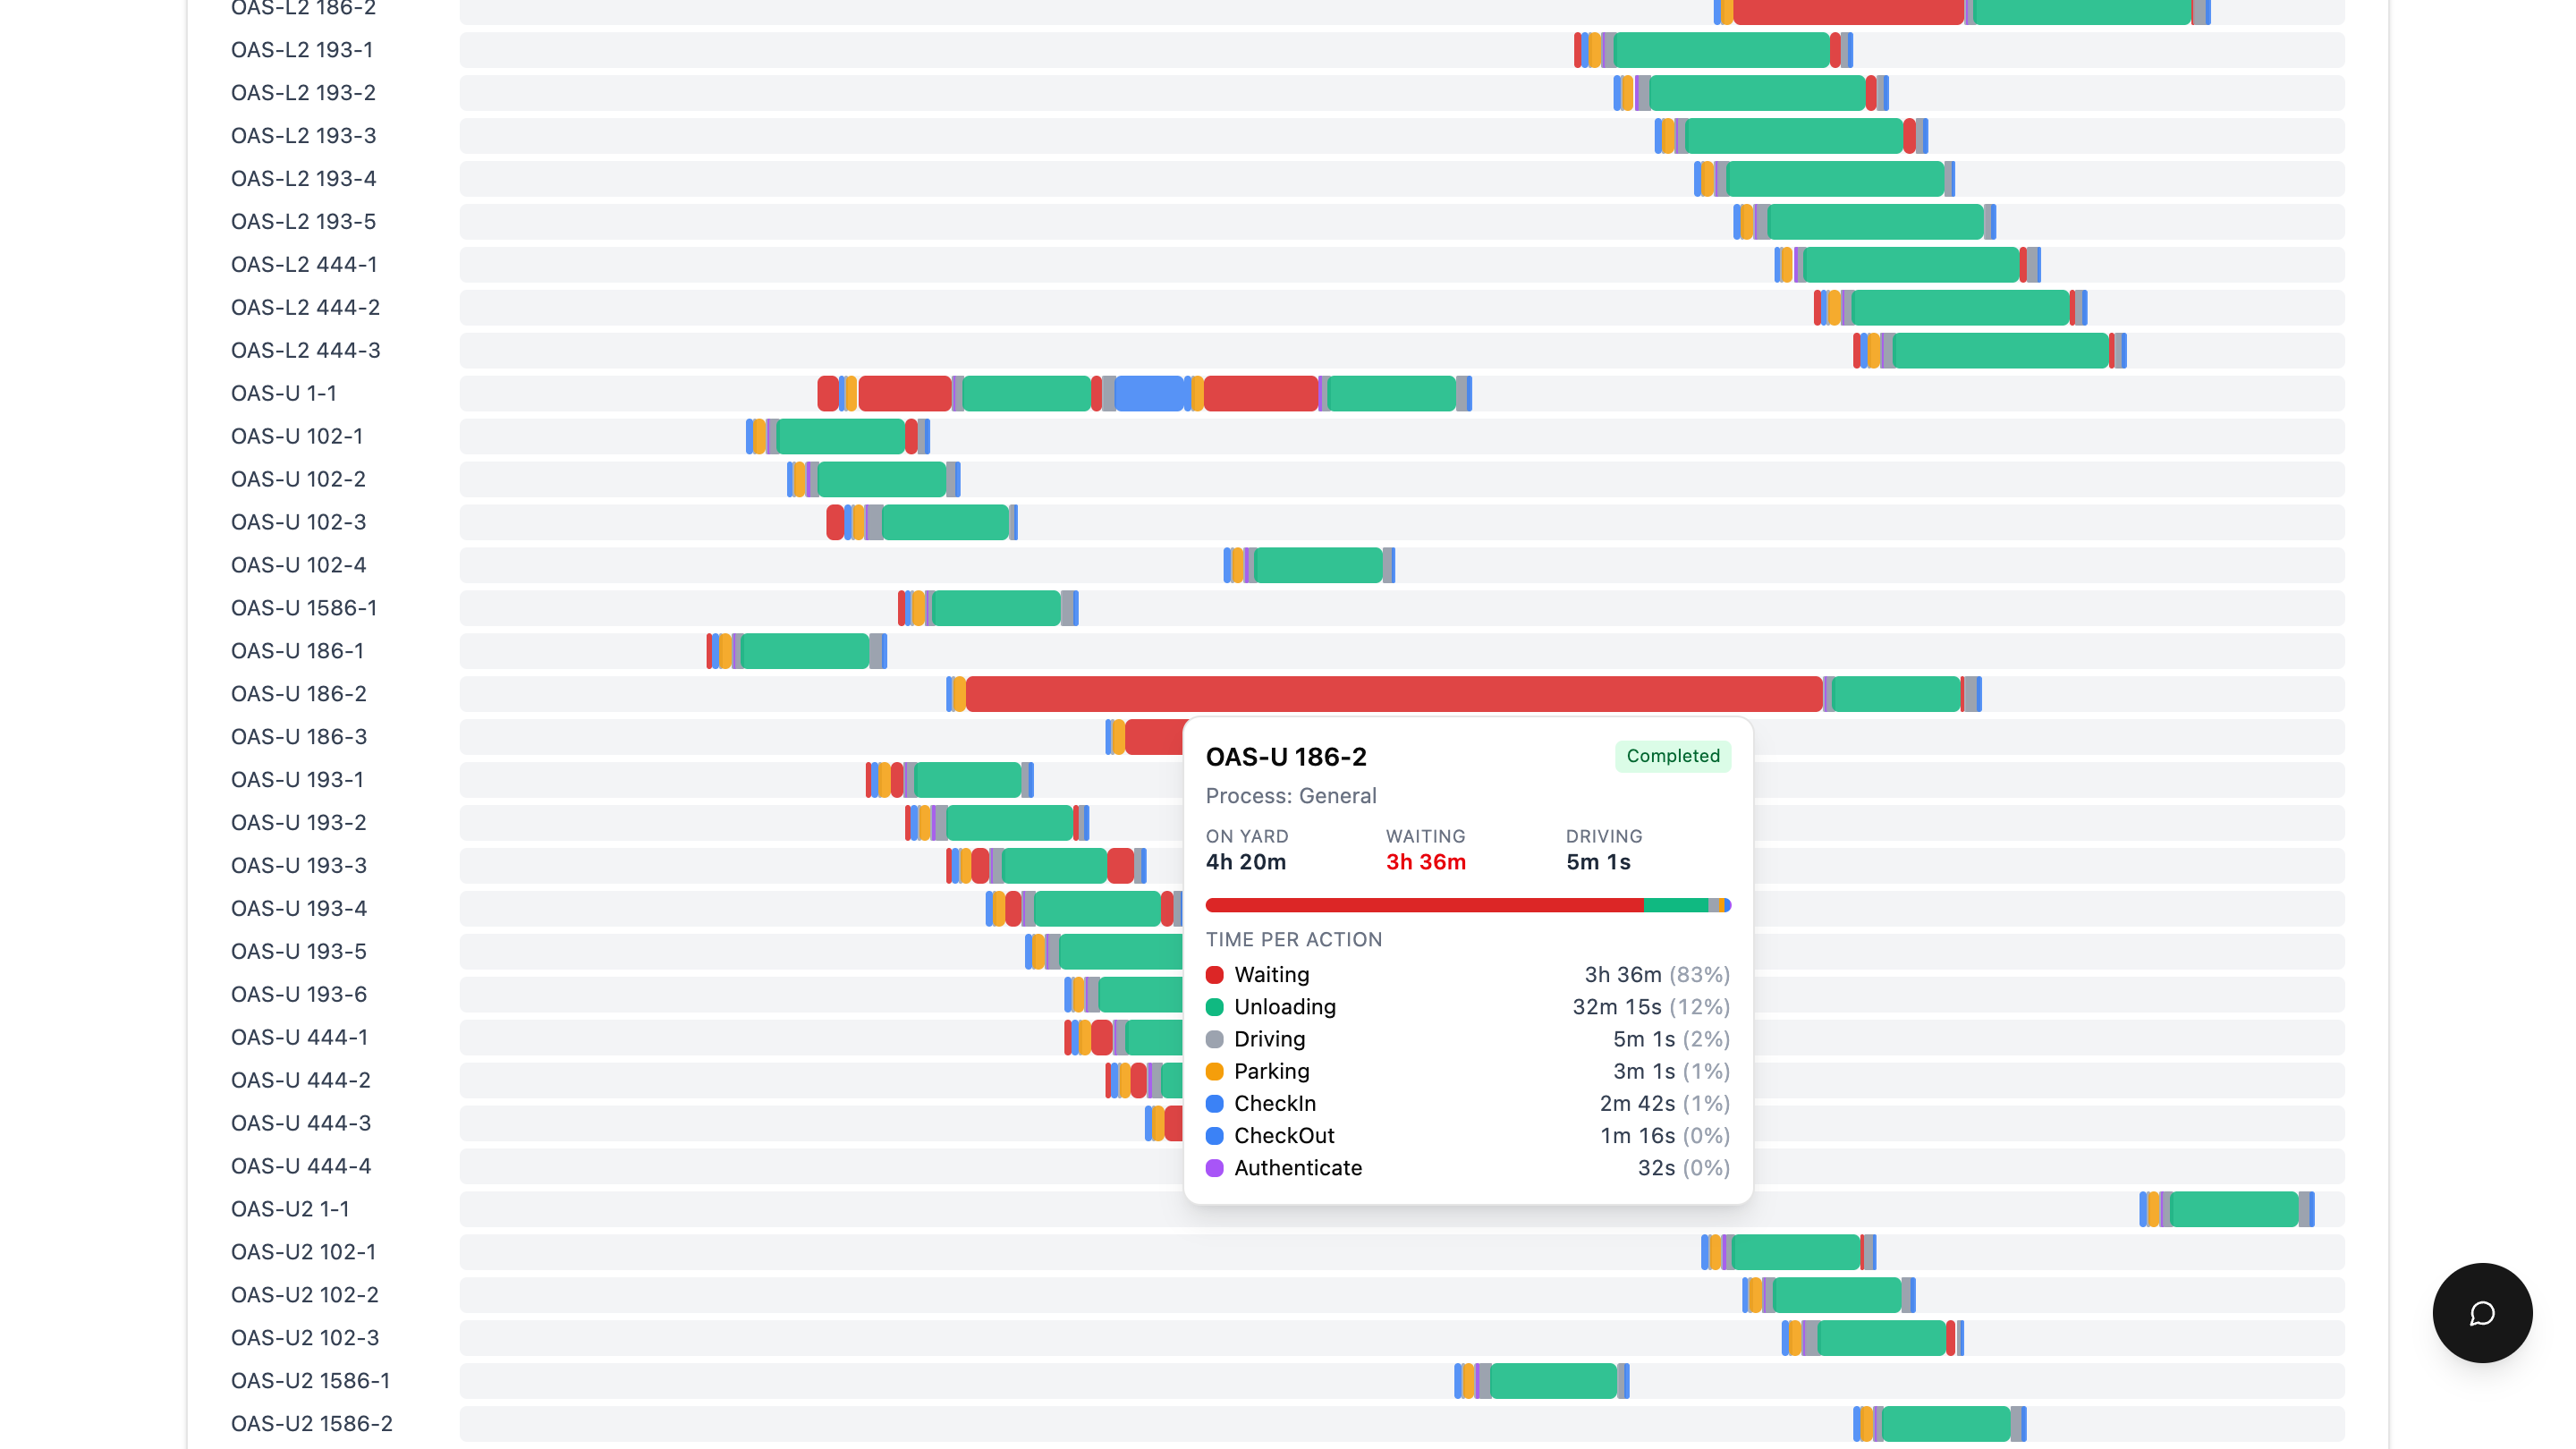 OAS-L2 186-2
OAS-L2 193-1
OAS-L2 193-2
OAS-L2 193-3
OAS-L2 193-4
OAS-L2 193-5
OAS-L2 444-1
OAS-L2 444-2
OAS-L2 444-3
OAS-U 1-1
OAS-U 102-1
OAS-U 102-2
OAS-U 102-3
OAS-U 102-4
OAS-U 1586-1
OAS-U 186-1
OAS-U 186-2
OAS-U 186-3
OAS-U 193-1
OAS-U 193-2
OAS-U 193-3
OAS-U 193-4
OAS-U 193-5
OAS-U 193-6
OAS-U 444-1
OAS-U 444-2
OAS-U 444-3
OAS-U 444-4
OAS-U2 1-1
OAS-U2 102-1
OAS-U2 102-2
OAS-U2 102-3
OAS-U2 1586-1
OAS-U2 1586-2
OAS-U 186-2 Completed
Process: General
ON YARD WAITING DRIVING
4h 20m 3h 36m 5m 1s
TIME PER ACTION
Waiting 3h 36m (83%)
Unloading 32m 15s (12%)
Driving 5m 1s (2%)
Parking 3m 1s (1%)
CheckIn 2m 42s (1%)
CheckOut 1m 16s (0%)
Authenticate 32s (0%)